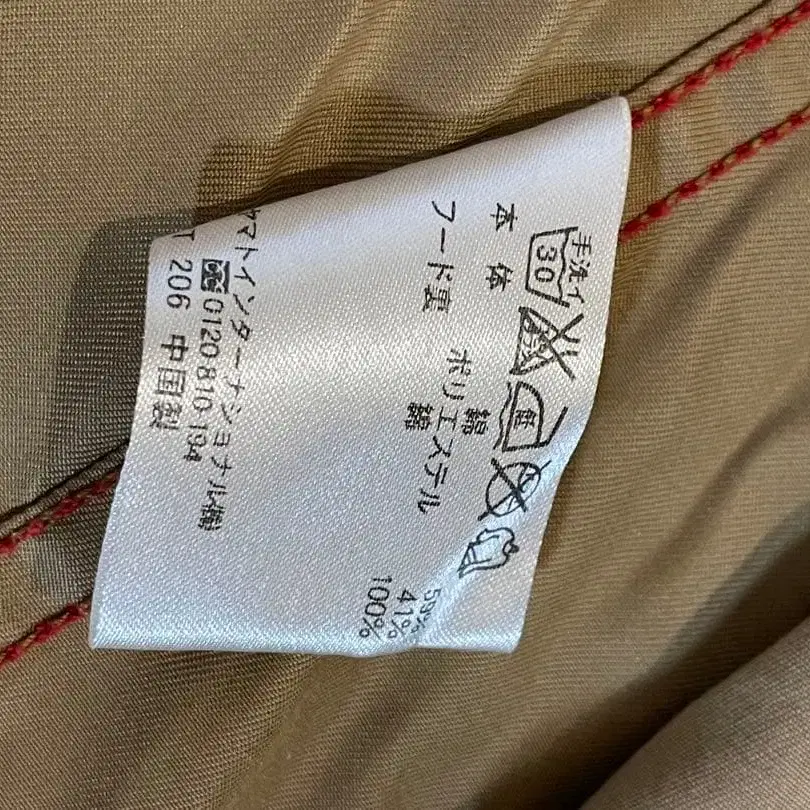 手洗イ
30
本体 綿 59%
ポリエステル 41%
フード裏 綿 100%
ヤマトインターナショナル(株)
0120-810-194
T 206 中国製